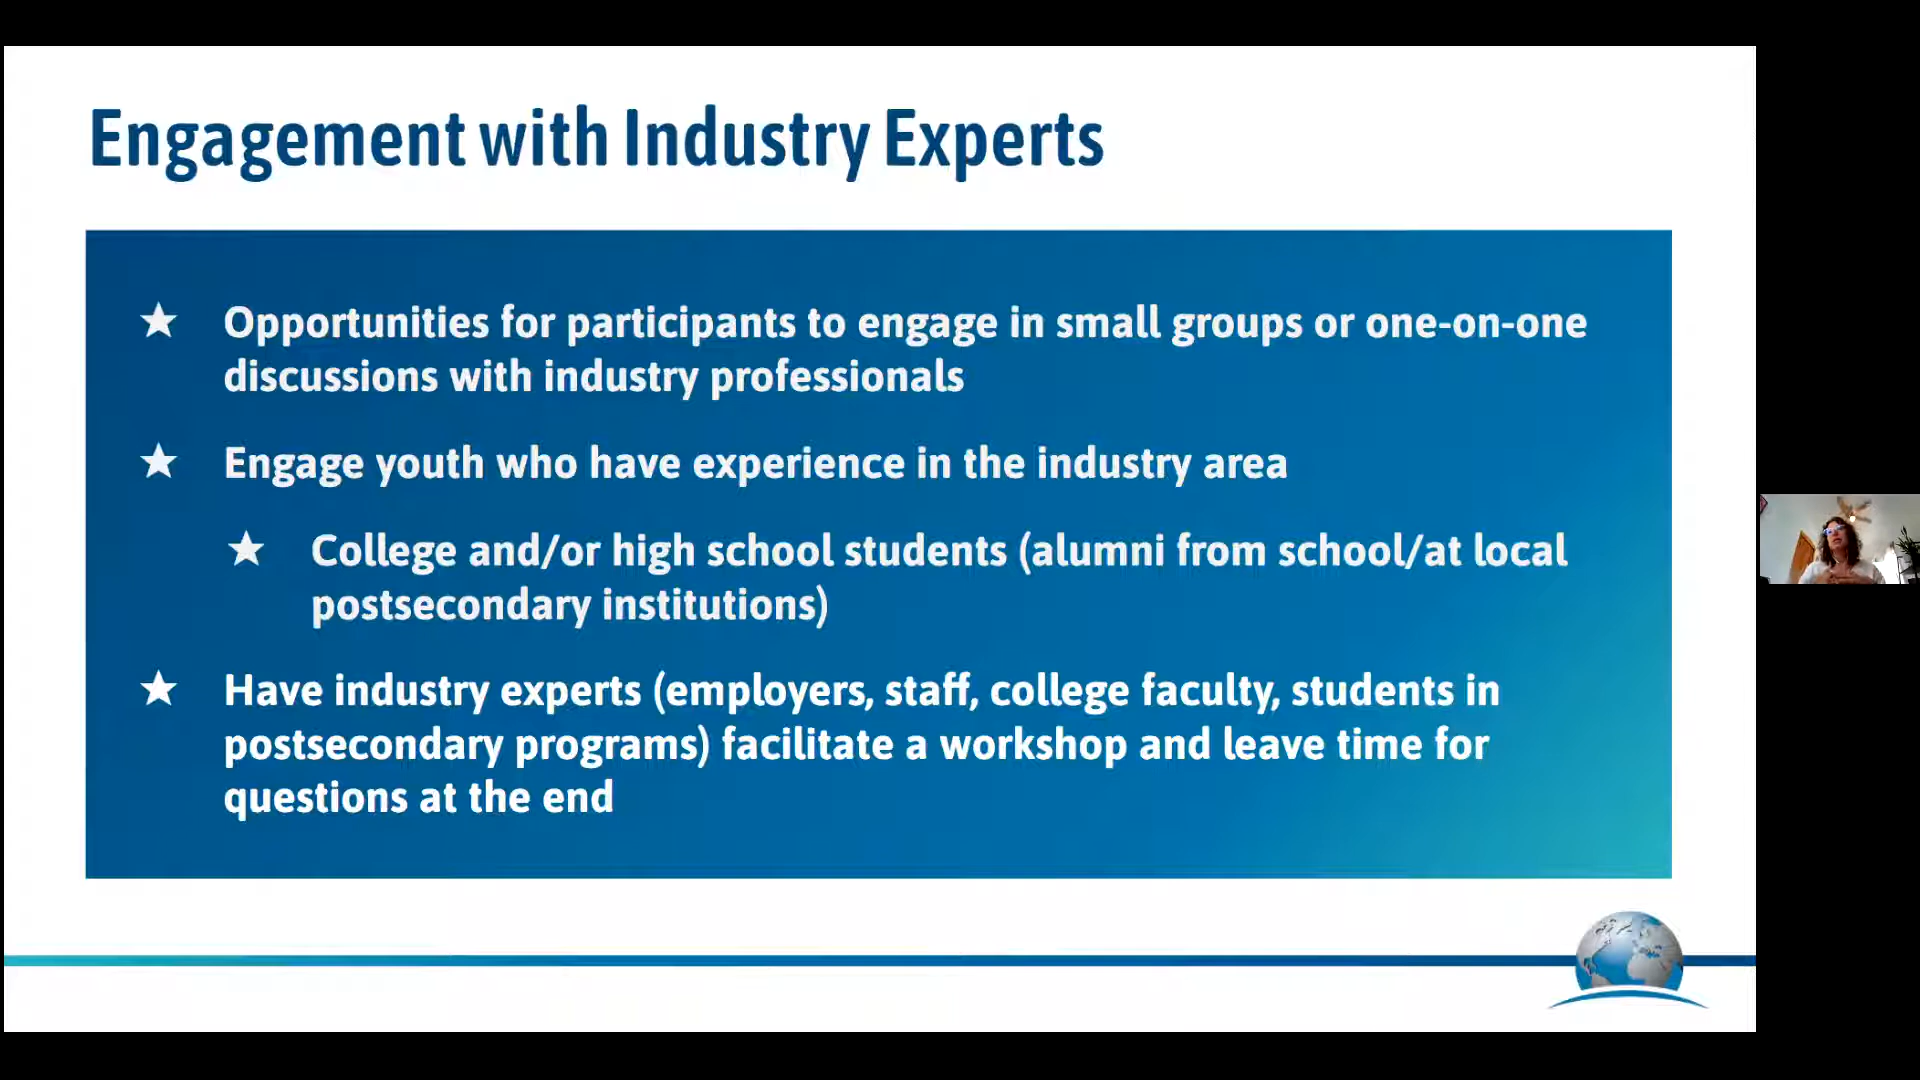 Engagement with Industry Experts
Opportunities for participants to engage in small groups or one-on-one
discussions with industry professionals
Engage youth who have experience in the industry area
College and/or high school students (alumni from school/at local
postsecondary institutions)
Have industry experts (employers, staff, college faculty, students in
postsecondary programs) facilitate a workshop and leave time for
questions at the end